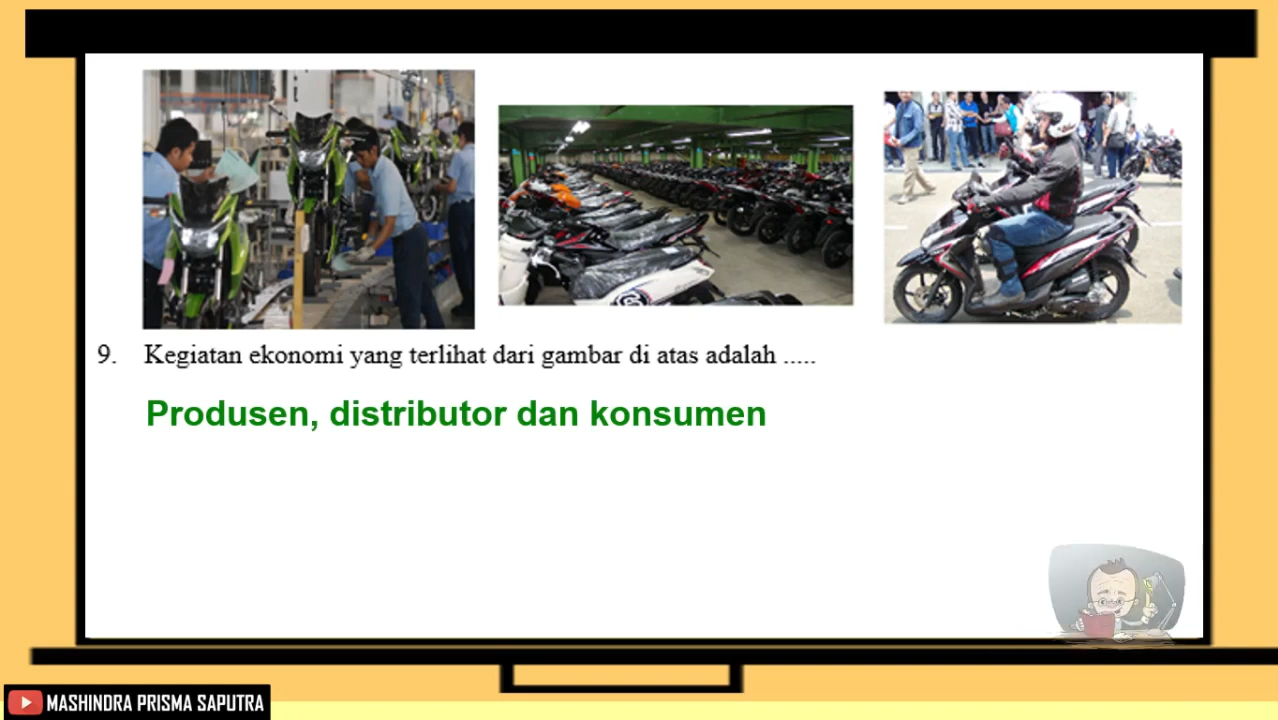 9. Kegiatan ekonomi yang terlihat dari gambar di atas adalah .....
Produsen, distributor dan konsumen
MASHINDRA PRISMA SAPUTRA